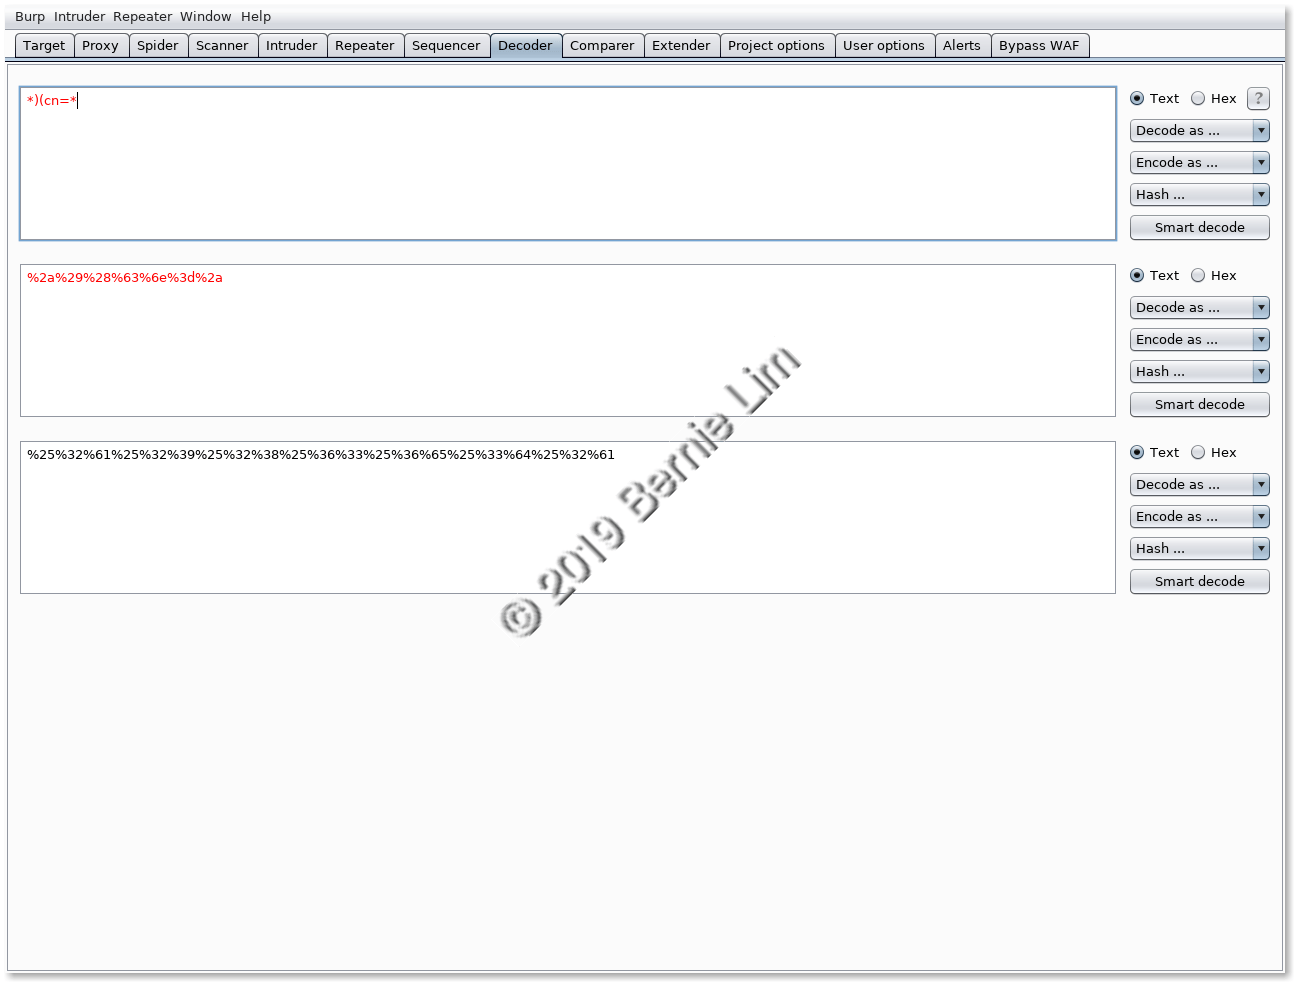 Burp Intruder Repeater Window Help
Target Proxy Spider Scanner Intruder Repeater Sequencer Decoder Comparer Extender Project options User options Alerts Bypass WAF
*)(cn=*
Text Hex ?
Decode as ...
Encode as ...
Hash ...
Smart decode
%2a%29%28%63%6e%3d%2a
Text Hex
Decode as ...
Encode as ...
Hash ...
Smart decode
%25%32%61%25%32%39%25%32%38%25%36%33%25%36%65%25%33%64%25%32%61
Text Hex
Decode as ...
Encode as ...
Hash ...
Smart decode
© 2019 Bernie Lim